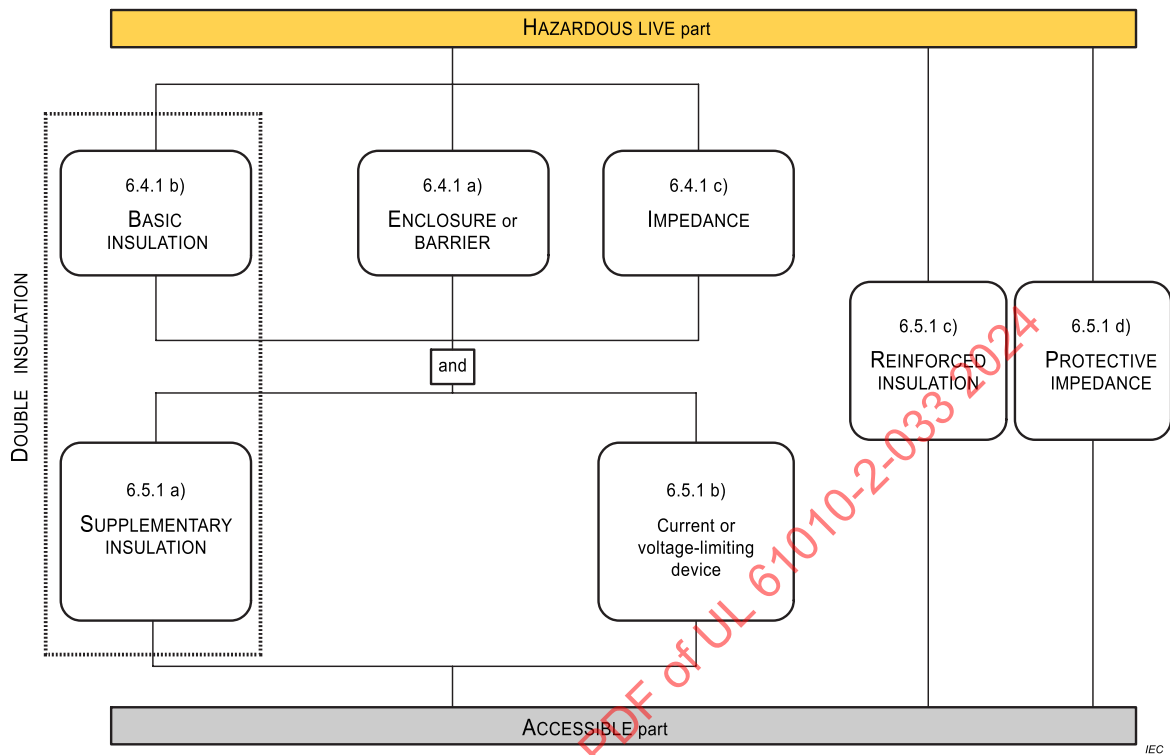 HAZARDOUS LIVE part
6.4.1 b)
BASIC
INSULATION
6.4.1 a)
ENCLOSURE or
BARRIER
6.4.1 c)
IMPEDANCE
DOUBLE INSULATION
6.5.1 c)
REINFORCED
INSULATION
6.5.1 d)
PROTECTIVE
IMPEDANCE
and
6.5.1 a)
SUPPLEMENTARY
INSULATION
6.5.1 b)
Current or
voltage-limiting
device
PDF of UL 61010-2-033 2024
ACCESSIBLE part
IEC